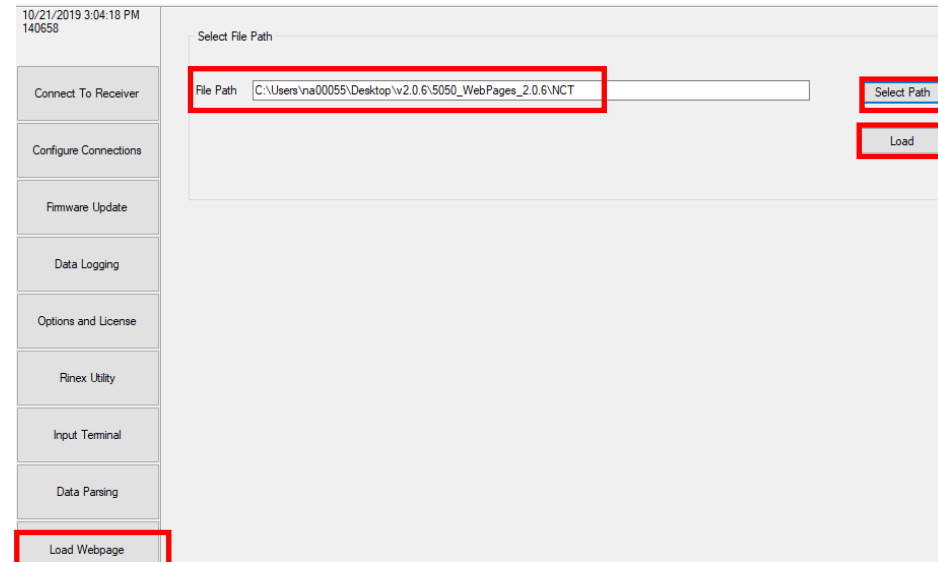 10/21/2019 3:04:18 PM
140658
Select File Path
File Path C:\Users\na00055\Desktop\v2.0.6\5050_WebPages_2.0.6\NCT
Select Path
Load
Connect To Receiver
Configure Connections
Firmware Update
Data Logging
Options and License
Rinex Utility
Input Terminal
Data Parsing
Load Webpage